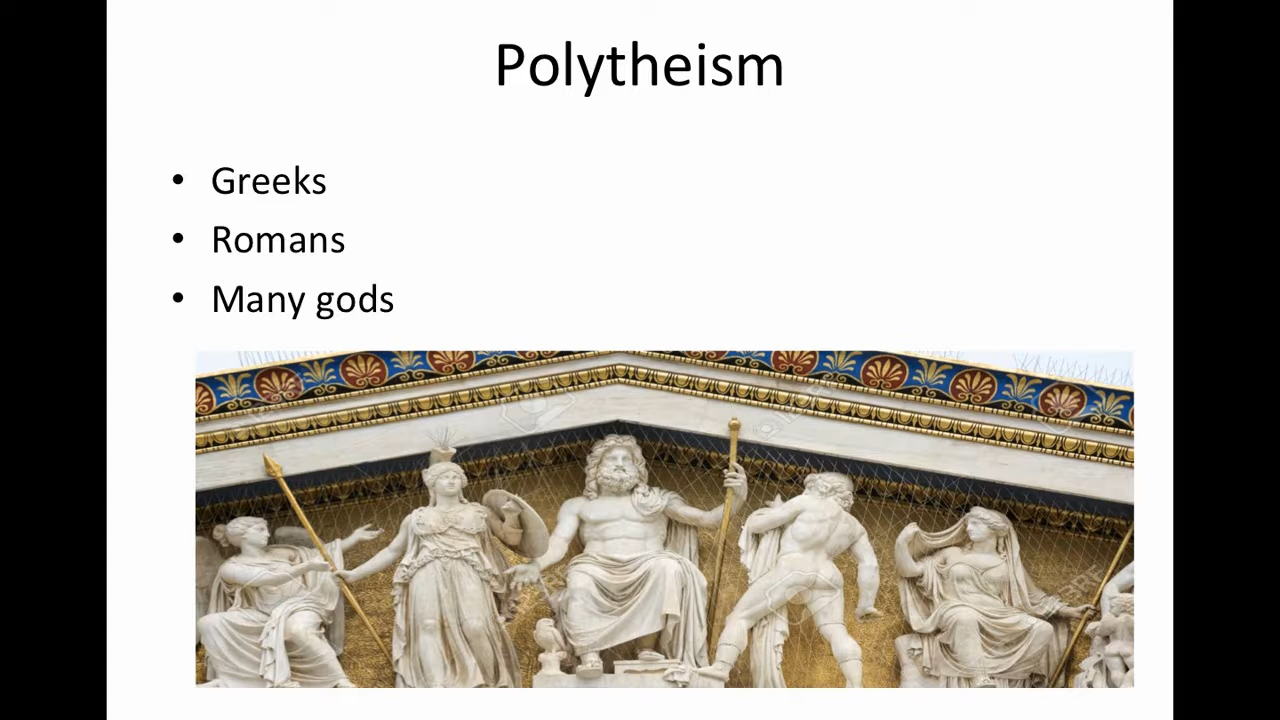 Polytheism
• Greeks
• Romans
• Many gods